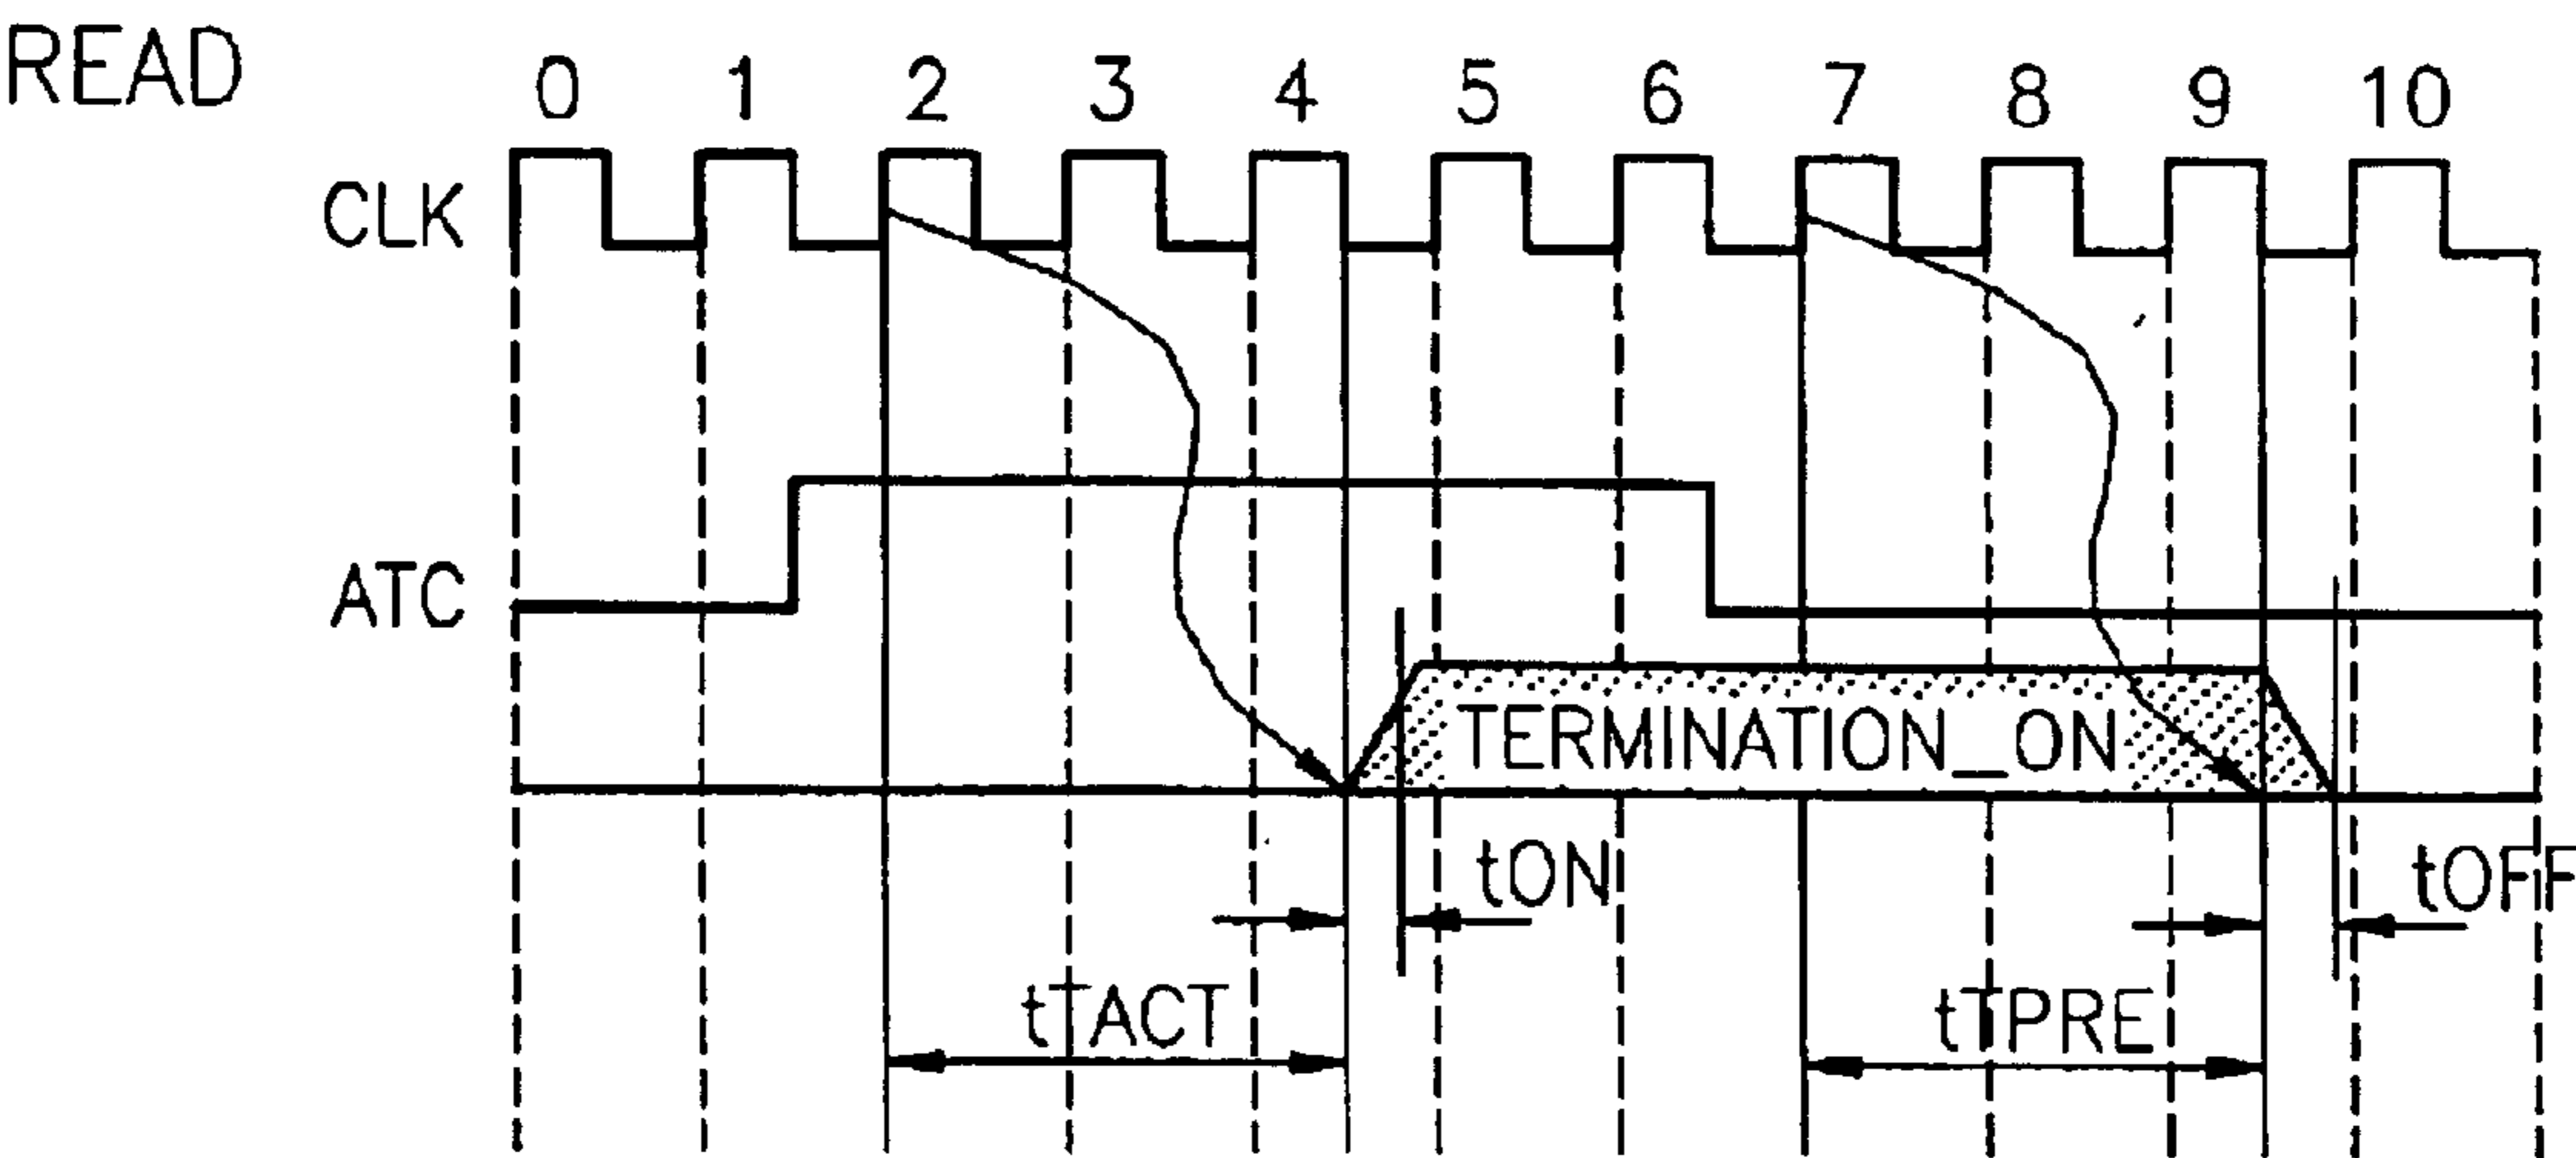 READ
0 1 2 3 4 5 6 7 8 9 10
CLK
ATC
TERMINATION_ON
tON
tOFF
tTACT
tTPRE